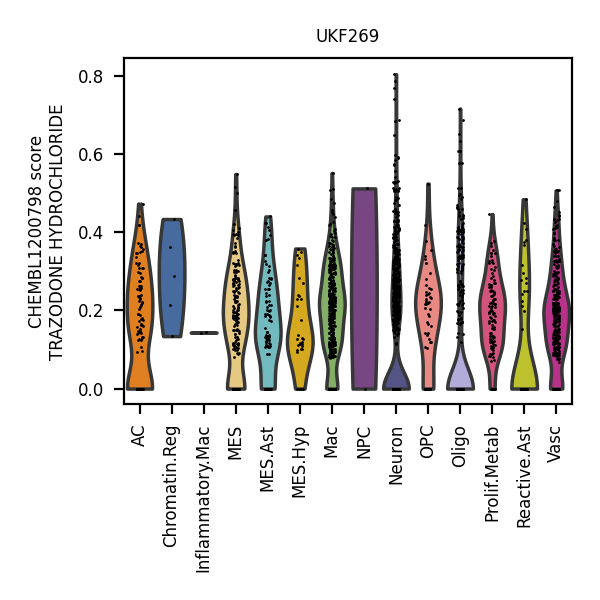 UKF269
CHEMBL1200798 score
TRAZODONE HYDROCHLORIDE
0.8
0.6
0.4
0.2
0.0
AC
Chromatin.Reg
Inflammatory.Mac
MES
MES.Ast
MES.Hyp
Mac
NPC
Neuron
OPC
Oligo
Prolif.Metab
Reactive.Ast
Vasc